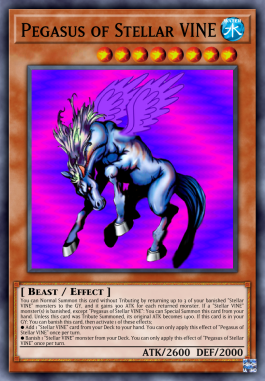 Pegasus of Stellar VINE
WATER
水
[ Beast / Effect ]
You can Normal Summon this card without Tributing by returning up to 3 of your banished "Stellar
VINE" monsters to the GY, and it gains 500 ATK for each returned monster. If a "Stellar VINE"
monster(s) is banished, except "Pegasus of Stellar VINE": You can Special Summon this card from your
hand. Unless this card was Tribute Summoned, its original ATK becomes 1400. If this card is in your
GY: You can banish this card, then activate 1 of these effects;
● Add 1 "Stellar VINE" card from your Deck to your hand. You can only apply this effect of "Pegasus of
Stellar VINE" once per turn.
● Banish 1 "Stellar VINE" monster from your Deck. You can only apply this effect of "Pegasus of Stellar
VINE" once per turn.
ATK/2600 DEF/2000